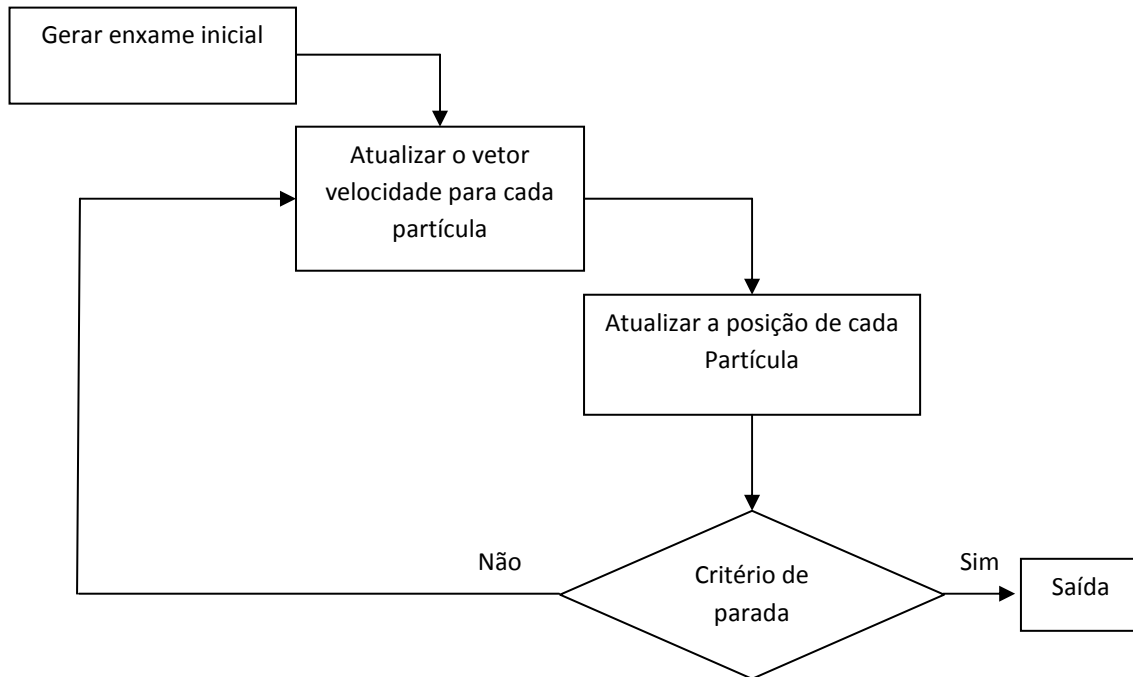 Gerar enxame inicial
Atualizar o vetor
velocidade para cada
partícula
Atualizar a posição de cada
Partícula
Não
Critério de
parada
Sim
Saída